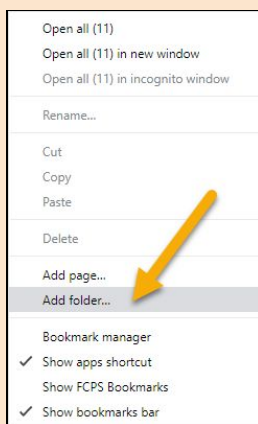 Open all (11)
Open all (11) in new window
Open all (11) in incognito window
Rename...
Cut
Copy
Paste
Delete
Add page...
Add folder...
Bookmark manager
Show apps shortcut
Show FCPS Bookmarks
Show bookmarks bar